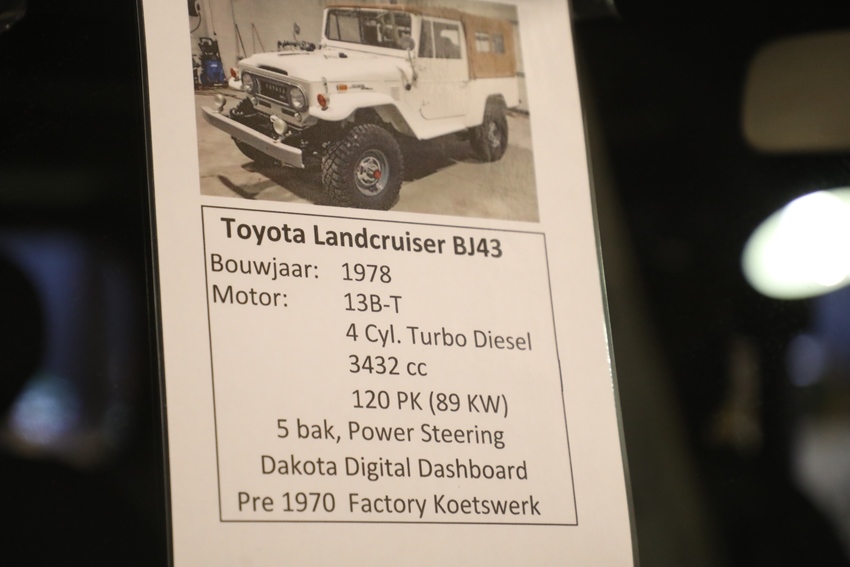 TOYOTA
Toyota Landcruiser BJ43
Bouwjaar: 1978
Motor: 13B-T
4 Cyl. Turbo Diesel
3432 cc
120 PK (89 KW)
5 bak, Power Steering
Dakota Digital Dashboard
Pre 1970 Factory Koetswerk